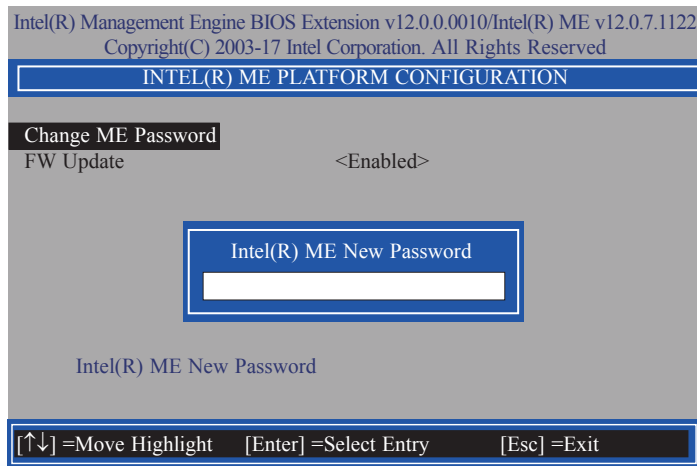 Intel(R) Management Engine BIOS Extension v12.0.0.0010/Intel(R) ME v12.0.7.1122
Copyright(C) 2003-17 Intel Corporation. All Rights Reserved
INTEL(R) ME PLATFORM CONFIGURATION
Change ME Password
FW Update <Enabled>
Intel(R) ME New Password
Intel(R) ME New Password
[↑↓] =Move Highlight [Enter] =Select Entry [Esc] =Exit